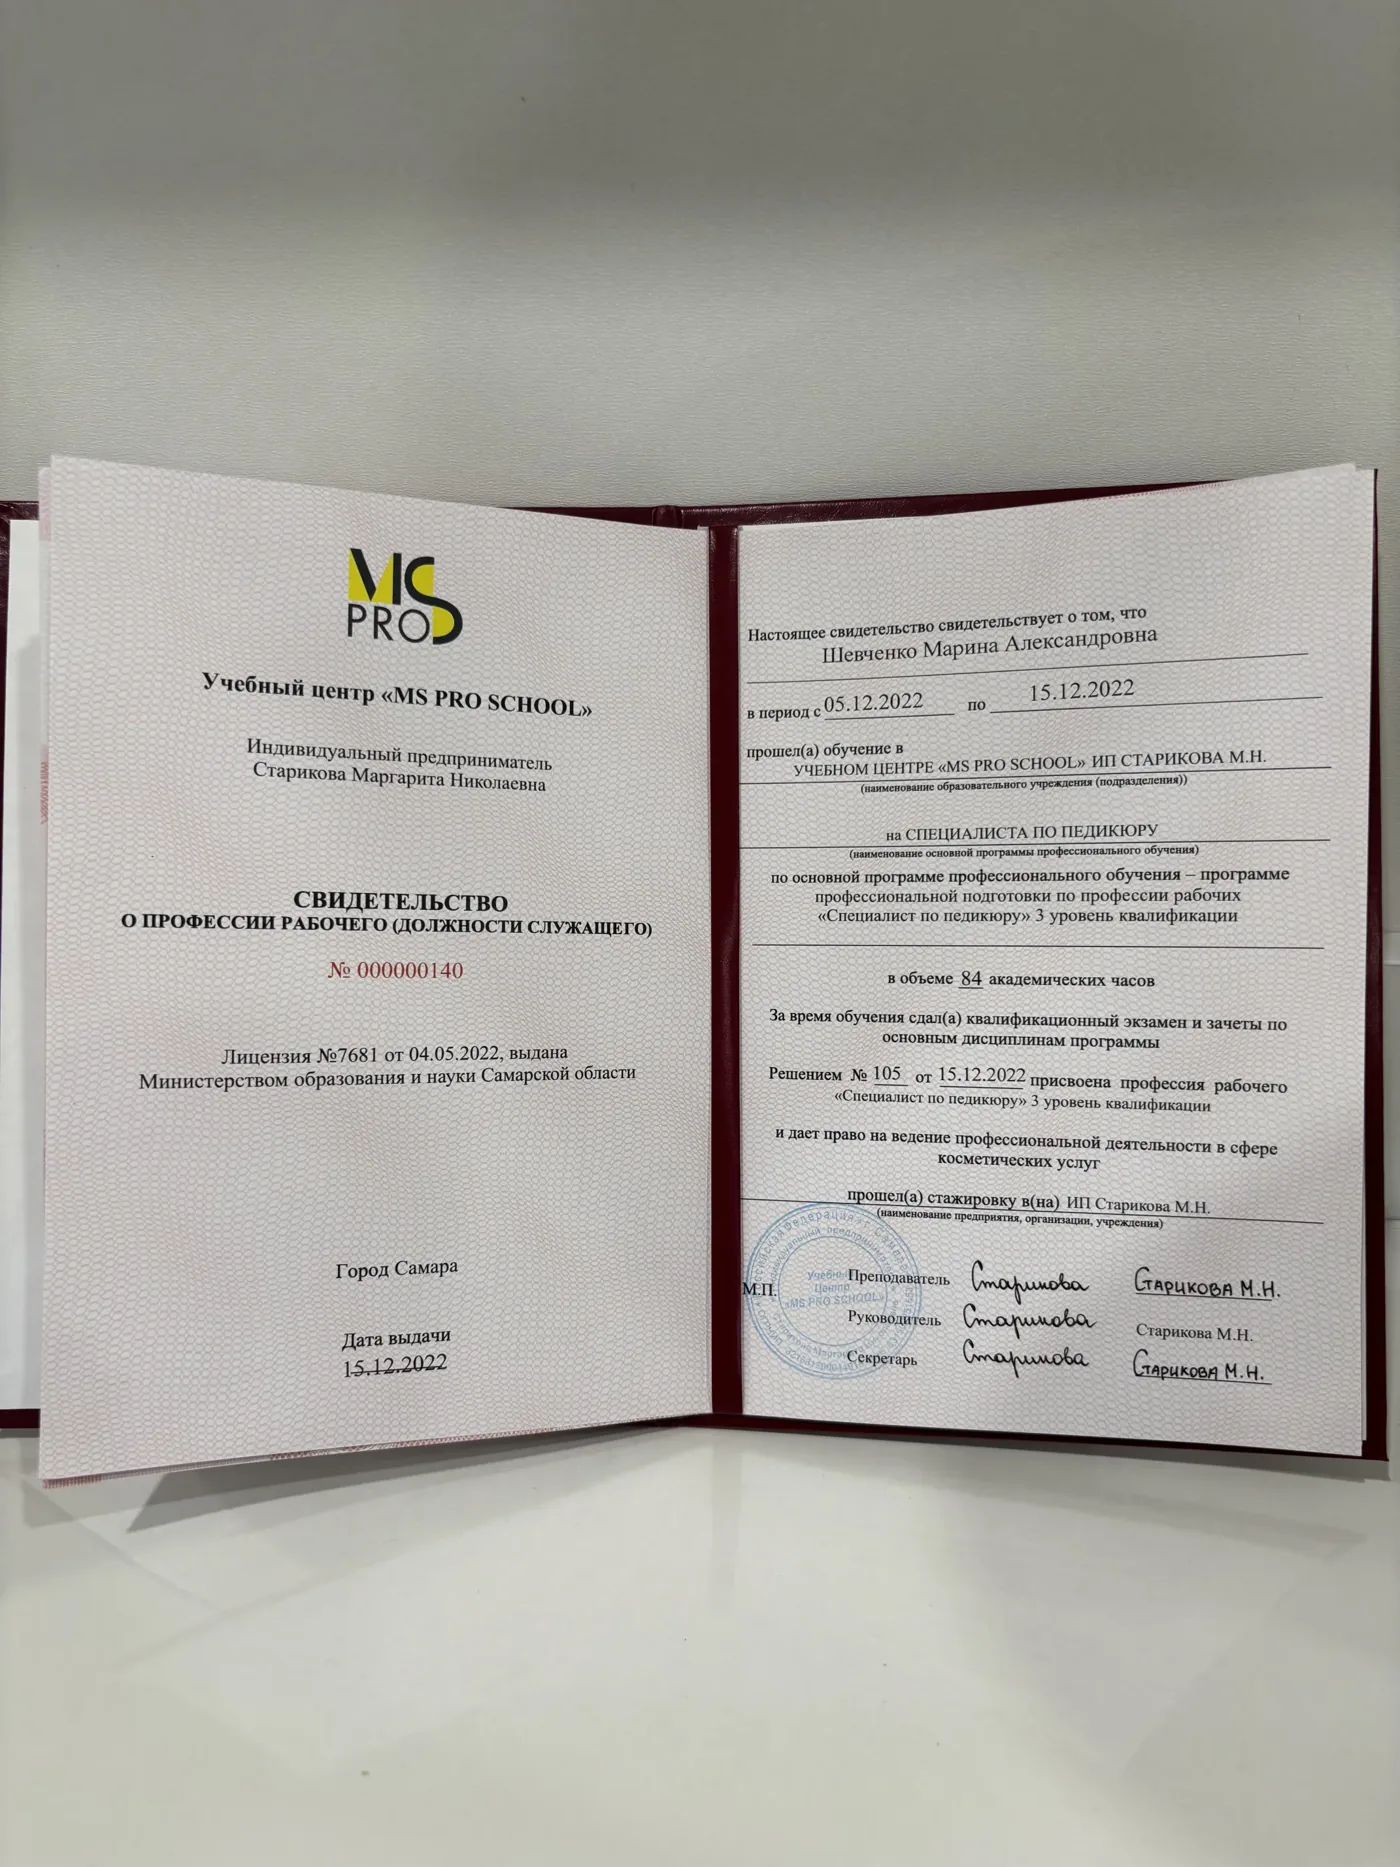 MS
PRO
Учебный центр «MS PRO SCHOOL»
Индивидуальный предприниматель
Старикова Маргарита Николаевна
СВИДЕТЕЛЬСТВО
О ПРОФЕССИИ РАБОЧЕГО (ДОЛЖНОСТИ СЛУЖАЩЕГО)
№ 000000140
Лицензия №7681 от 04.05.2022, выдана
Министерством образования и науки Самарской области
Город Самара
Дата выдачи
15.12.2022
Настоящее свидетельство свидетельствует о том, что
Шевченко Марина Александровна
в период с 05.12.2022 по 15.12.2022
прошел(а) обучение в
УЧЕБНОМ ЦЕНТРЕ «MS PRO SCHOOL» ИП СТАРИКОВА М.Н.
(наименование образовательного учреждения (подразделения))
на СПЕЦИАЛИСТА ПО ПЕДИКЮРУ
(наименование основной программы профессионального обучения)
по основной программе профессионального обучения – программе
профессиональной подготовки по профессии рабочих
«Специалист по педикюру» 3 уровень квалификации
в объеме 84 академических часов
За время обучения сдал(а) квалификационный экзамен и зачеты по
основным дисциплинам программы
Решением № 105 от 15.12.2022 присвоена профессия рабочего
«Специалист по педикюру» 3 уровень квалификации
и дает право на ведение профессиональной деятельности в сфере
косметических услуг
прошел(а) стажировку в(на) ИП Старикова М.Н.
(наименование предприятия, организации, учреждения)
М.П.
Учебный
Центр
«MS PRO SCHOOL»
Преподаватель Старикова СТАРИКОВА М.Н.
Руководитель Старикова Старикова М.Н.
Секретарь Старикова СТАРИКОВА М.Н.